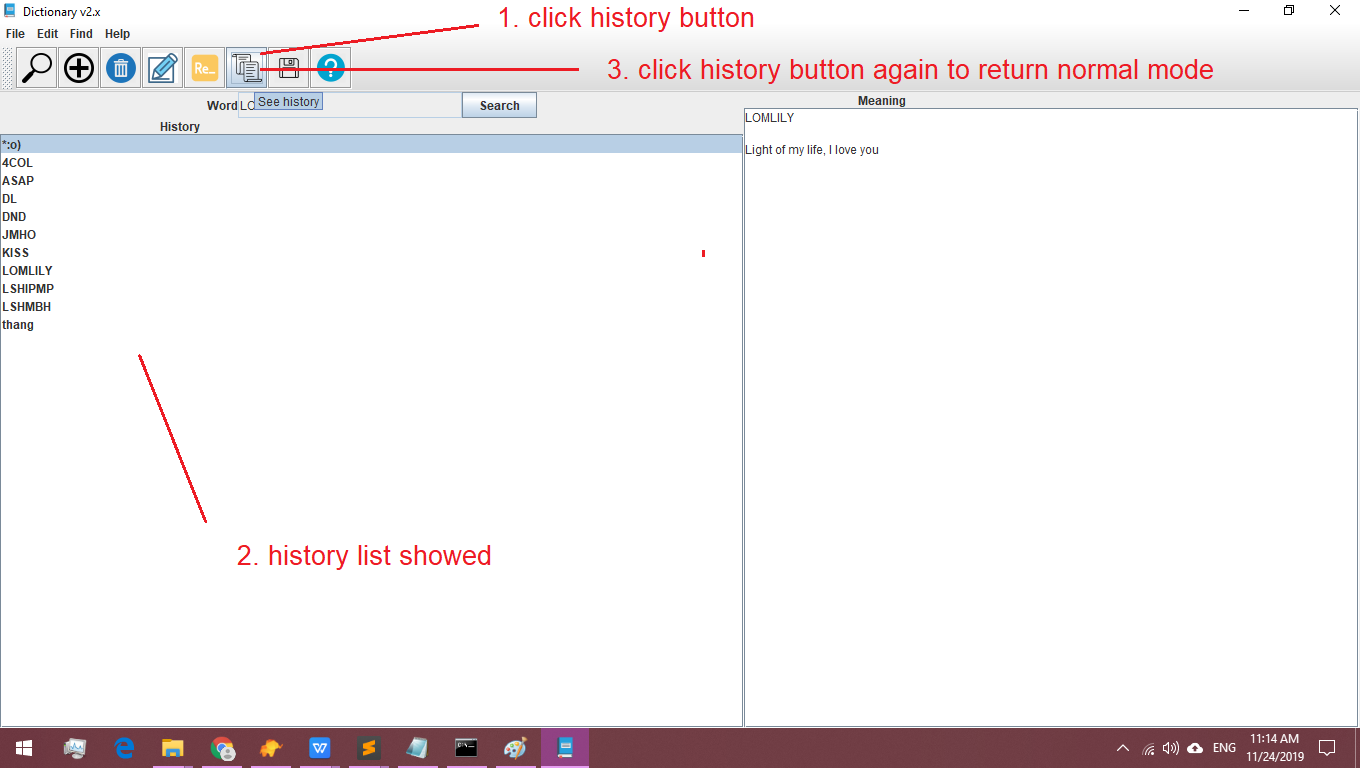 Dictionary v2.x
1. click history button
File Edit Find Help
Re...
3. click history button again to return normal mode
Word LO
See history
Search
Meaning
History
LOMLILY
Light of my life, I love you
*:o)
4COL
ASAP
DL
DND
JMHO
KISS
LOMLILY
LSHIPMP
LSHMBH
thang
2. history list showed
ENG
11:14 AM
11/24/2019